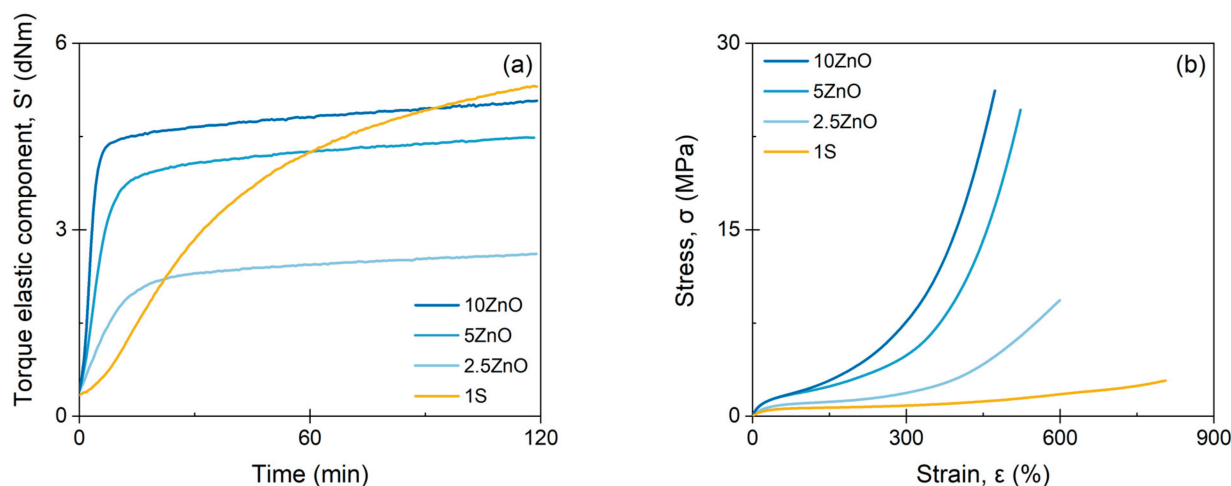 Torque elastic component, S' (dNm)
6
3
0
(a)
10ZnO
5ZnO
2.5ZnO
1S
0
60
120
Time (min)
Stress, σ (MPa)
30
15
0
(b)
10ZnO
5ZnO
2.5ZnO
1S
0
300
600
900
Strain, ε (%)